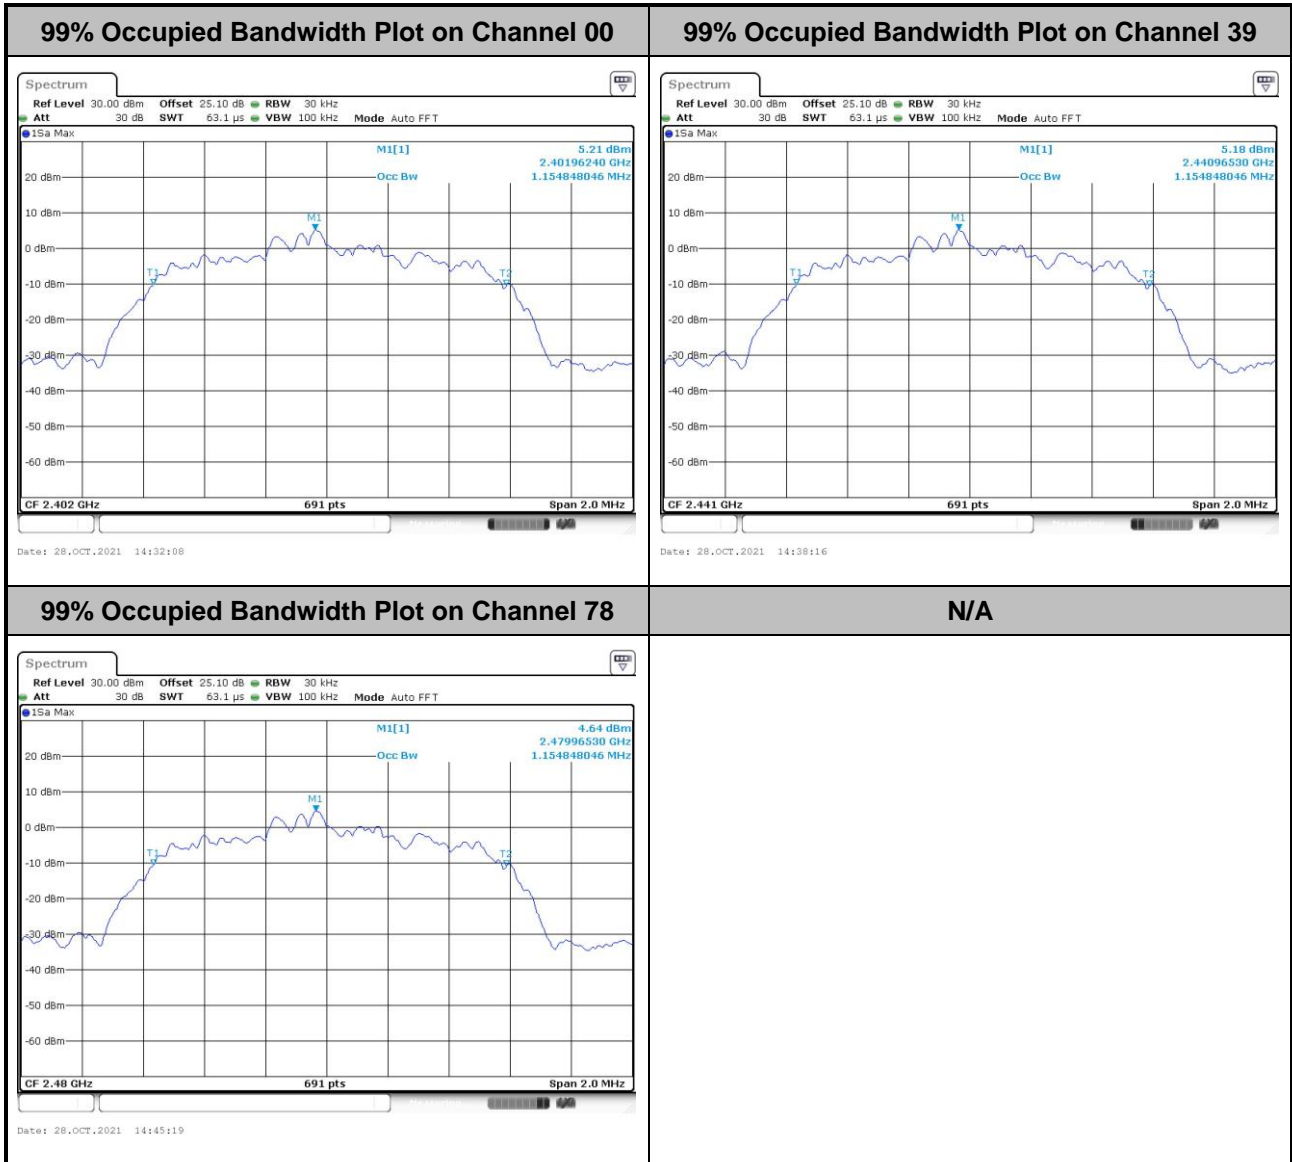 99% Occupied Bandwidth Plot on Channel 00
Spectrum
Ref Level 30.00 dBm Offset 25.10 dB RBW 30 kHz
Att 30 dB SWT 63.1 µs VBW 100 kHz Mode Auto FFT
1Sa Max
M1[1] 5.21 dBm
2.40196240 GHz
20 dBm Occ Bw 1.154848046 MHz
10 dBm
M1
0 dBm
T1 T2
-10 dBm
-20 dBm
-30 dBm
-40 dBm
-50 dBm
-60 dBm
CF 2.402 GHz 691 pts Span 2.0 MHz
Date: 28.OCT.2021 14:32:08
99% Occupied Bandwidth Plot on Channel 39
Spectrum
Ref Level 30.00 dBm Offset 25.10 dB RBW 30 kHz
Att 30 dB SWT 63.1 µs VBW 100 kHz Mode Auto FFT
1Sa Max
M1[1] 5.18 dBm
2.44096530 GHz
20 dBm Occ Bw 1.154848046 MHz
10 dBm
M1
0 dBm
T1 T2
-10 dBm
-20 dBm
-30 dBm
-40 dBm
-50 dBm
-60 dBm
CF 2.441 GHz 691 pts Span 2.0 MHz
Date: 28.OCT.2021 14:38:16
99% Occupied Bandwidth Plot on Channel 78
Spectrum
Ref Level 30.00 dBm Offset 25.10 dB RBW 30 kHz
Att 30 dB SWT 63.1 µs VBW 100 kHz Mode Auto FFT
1Sa Max
M1[1] 4.64 dBm
2.47996530 GHz
20 dBm Occ Bw 1.154848046 MHz
10 dBm
M1
0 dBm
T1 T2
-10 dBm
-20 dBm
-30 dBm
-40 dBm
-50 dBm
-60 dBm
CF 2.48 GHz 691 pts Span 2.0 MHz
Date: 28.OCT.2021 14:45:19
N/A